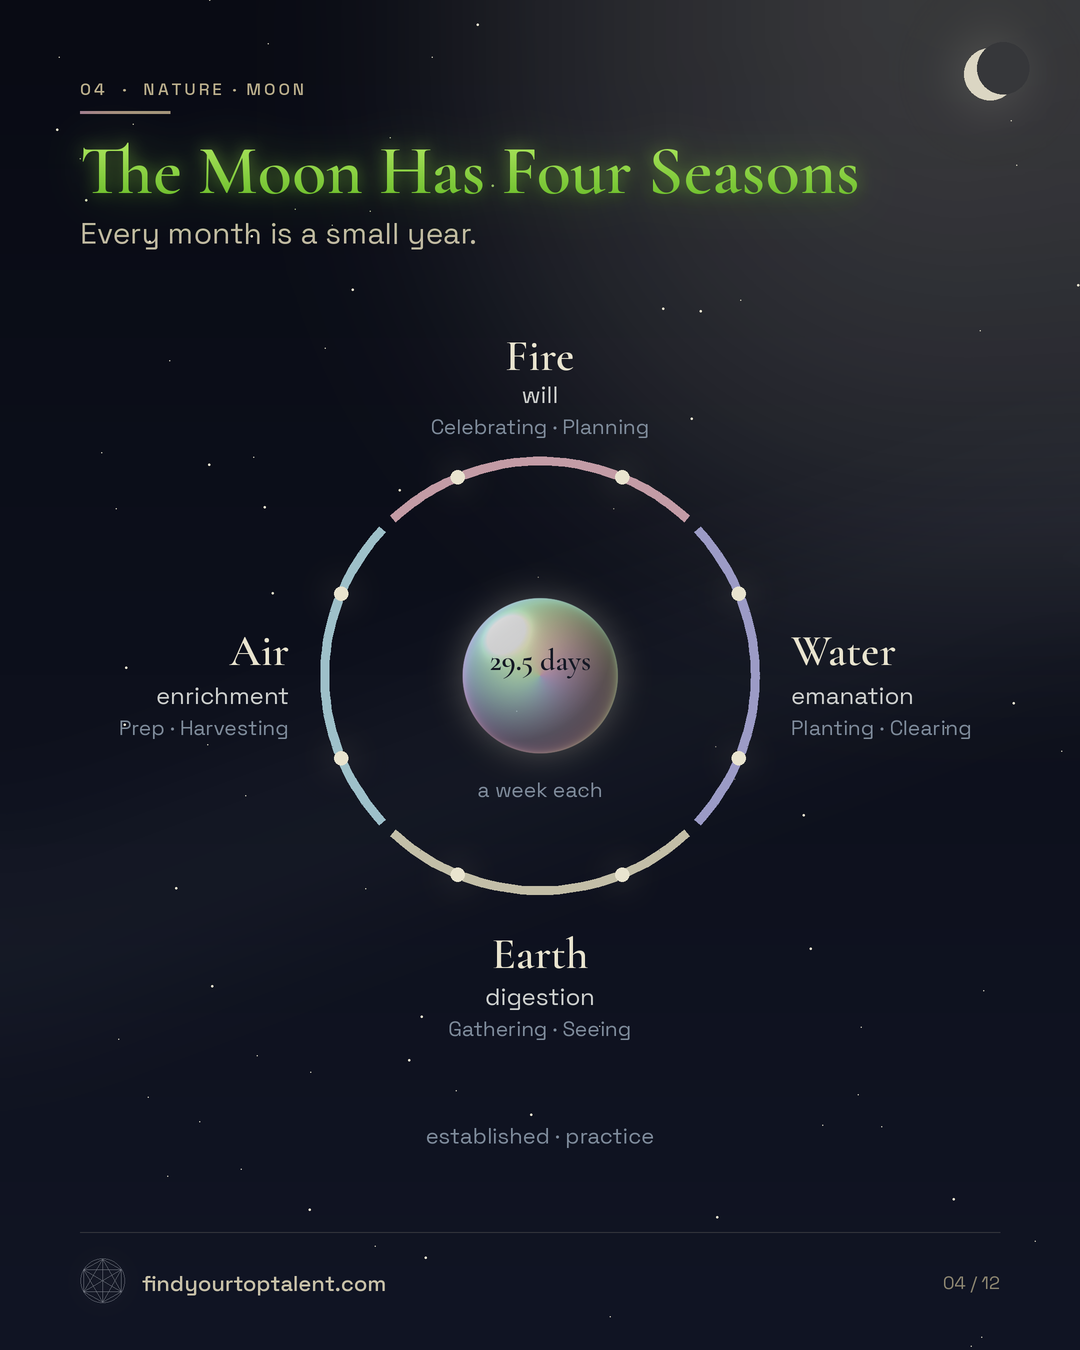 04 · NATURE · MOON
The Moon Has Four Seasons
Every month is a small year.
Fire
will
Celebrating · Planning
Air
enrichment
Prep · Harvesting
29.5 days
a week each
Water
emanation
Planting · Clearing
Earth
digestion
Gathering · Seeing
established · practice
findyourtoptalent.com
04 / 12